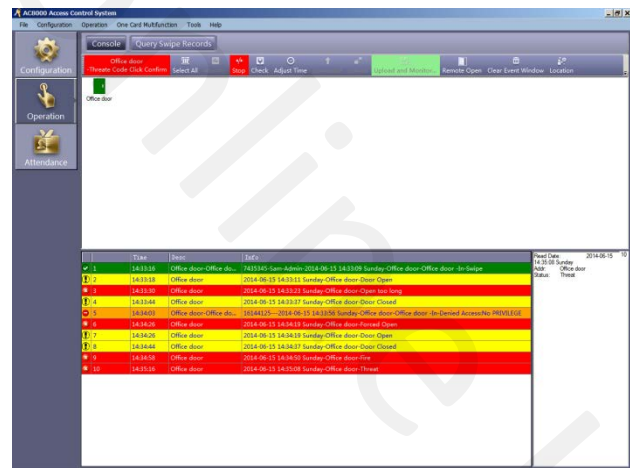 AC8000 Access Control System
File Configuration Operation One Card Multifunction Tools Help
Configuration
Operation
Attendance
Console Query Swipe Records
Office door
-Threate Code Click Confirm Select All Stop Check Adjust Time Upload and Monitor... Remote Open Clear Event Window Location
Office door
Time Desc Info
1 14:33:16 Office door-Office do... 7435345-Sam-Admin-2014-06-15 14:33:09 Sunday-Office door-Office door -In-Swipe
2 14:33:18 Office door 2014-06-15 14:33:11 Sunday-Office door-Door Open
3 14:33:30 Office door 2014-06-15 14:33:23 Sunday-Office door-Open too long
4 14:33:44 Office door 2014-06-15 14:33:37 Sunday-Office door-Door Closed
5 14:34:03 Office door-Office do... 16144125---2014-06-15 14:33:56 Sunday-Office door-Office door -In-Denied Access:No PRIVILEGE
6 14:34:26 Office door 2014-06-15 14:34:19 Sunday-Office door-Forced Open
7 14:34:26 Office door 2014-06-15 14:34:19 Sunday-Office door-Door Open
8 14:34:44 Office door 2014-06-15 14:34:37 Sunday-Office door-Door Closed
9 14:34:58 Office door 2014-06-15 14:34:50 Sunday-Office door-Fire
10 14:35:16 Office door 2014-06-15 14:35:08 Sunday-Office door-Threat
Read Date: 2014-06-15 10
14:35:08 Sunday
Addr: Office door
Status: Threat